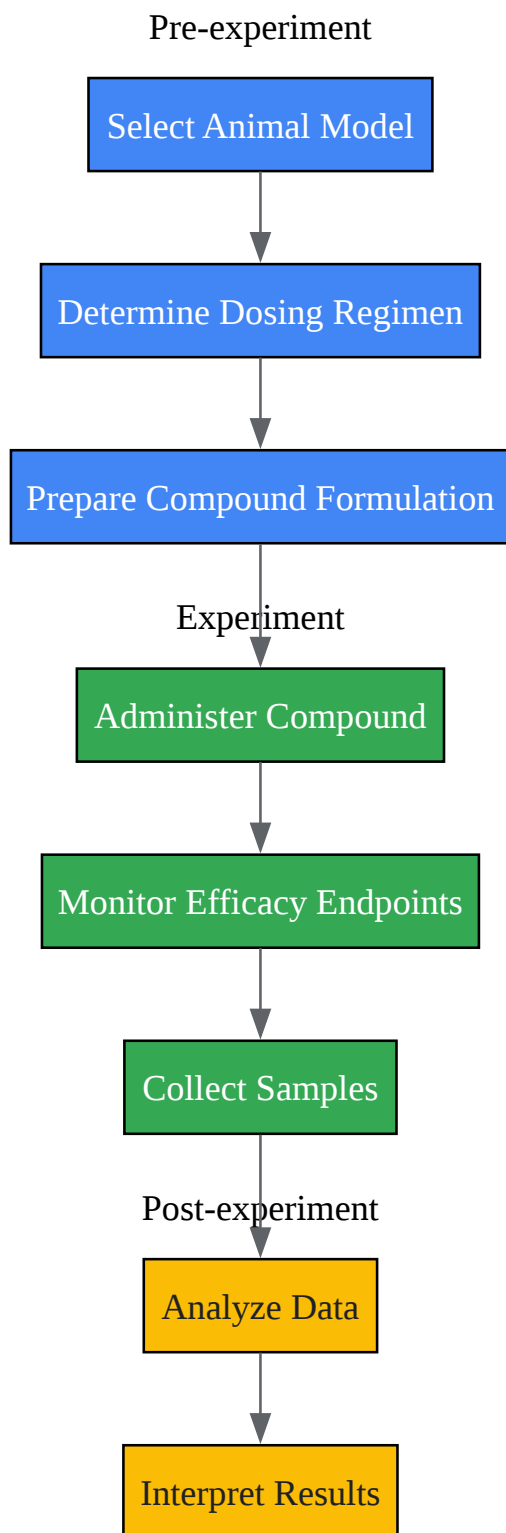 Pre-experiment
Select Animal Model
Determine Dosing Regimen
Prepare Compound Formulation
Experiment
Administer Compound
Monitor Efficacy Endpoints
Collect Samples
Post-experiment
Analyze Data
Interpret Results